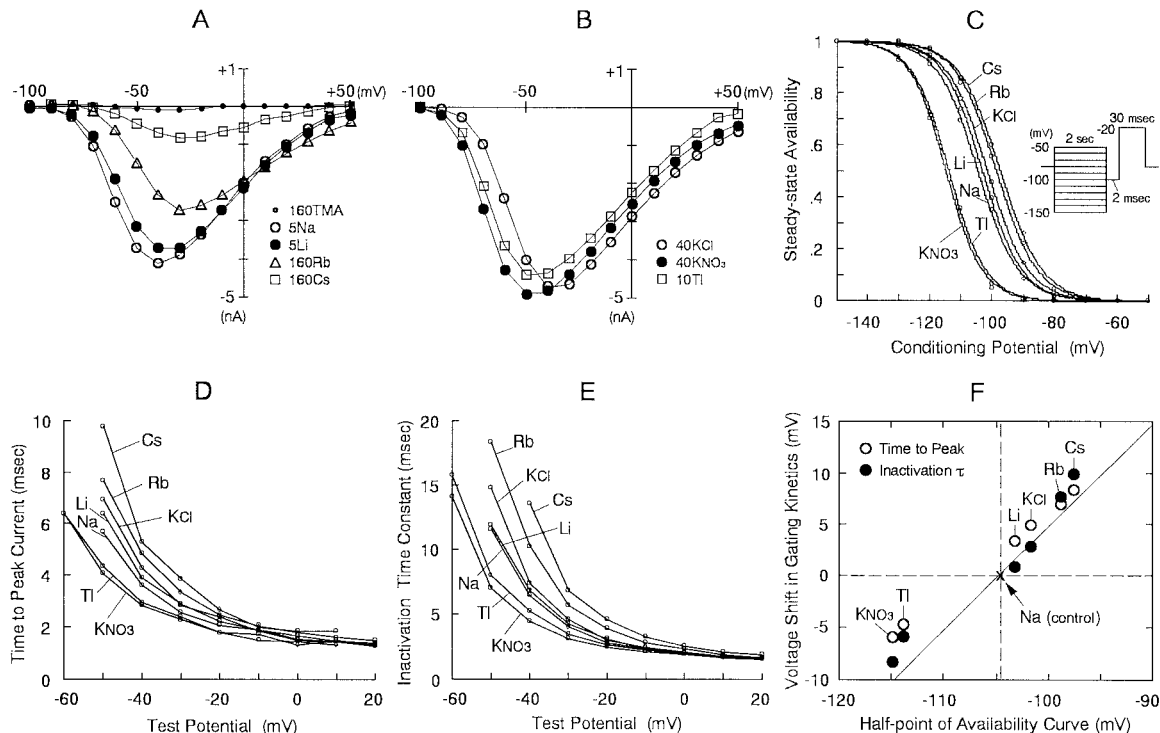 A
+1
-100
-50
+50 (mV)
160TMA
5Na
5Li
160Rb
160Cs
-5
(nA)
B
+1
-100
-50
+50 (mV)
40KCl
40KNO₃
10Tl
-5
(nA)
C
Steady-state Availability
1
.8
.6
.4
.2
0
Cs
Rb
KCl
Li
Na
Tl
KNO3
30 msec
-20
(mV)
2 sec
-50
-100
-150
2 msec
-140
-120
-100
-80
-60
Conditioning Potential (mV)
D
Time to Peak Current (msec)
10
8
6
4
2
0
Cs
Rb
Li
Na
KCl
Tl
KNO3
-60
-40
-20
0
20
Test Potential (mV)
E
Inactivation Time Constant (msec)
20
15
10
5
0
Rb
KCl
Cs
Li
Na
Tl
KNO3
-60
-40
-20
0
20
Test Potential (mV)
F
Voltage Shift in Gating Kinetics (mV)
15
10
5
0
-5
-10
Time to Peak
Inactivation τ
Cs
Rb
KCl
Li
Tl
KNO3
Na (control)
-120
-110
-100
-90
Half-point of Availability Curve (mV)